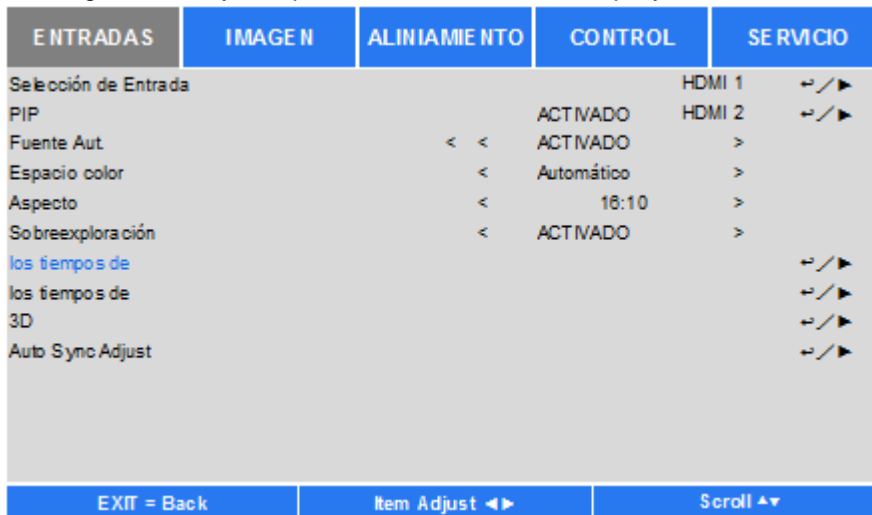 ENTRADAS IMAGEN ALINIAMIENTO CONTROL SERVICIO
Selección de Entrada HDMI 1 ↵/►
PIP ACTIVADO HDMI 2 ↵/►
Fuente Aut. < < ACTIVADO >
Espacio color < Automático >
Aspecto < 16:10 >
Sobreexploración < ACTIVADO >
los tiempos de ↵/►
los tiempos de ↵/►
3D ↵/►
Auto Sync Adjust ↵/►
EXIT = Back Item Adjust ◄► Scroll ▲▼